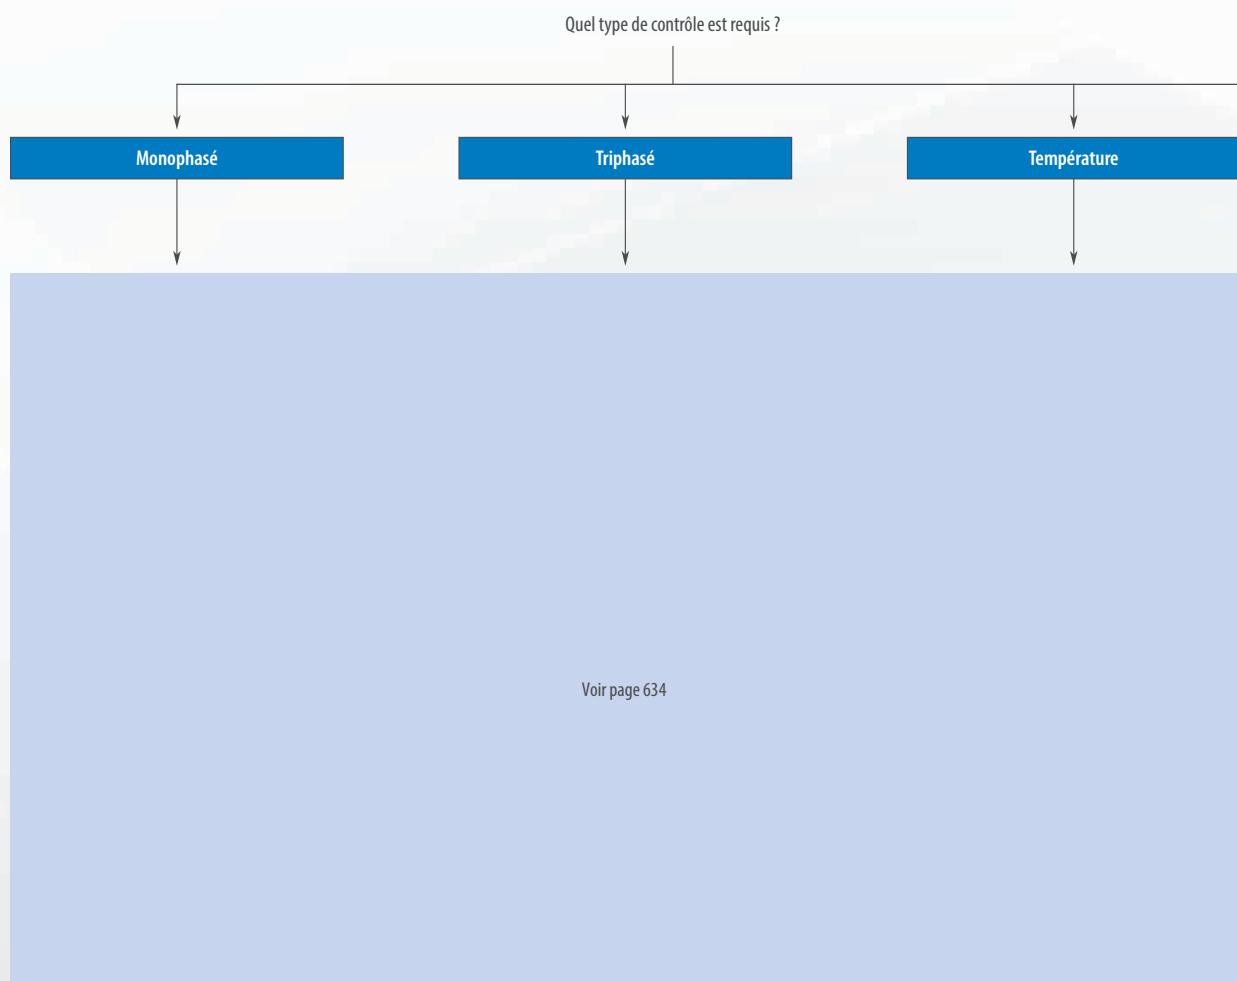 Quel type de contrôle est requis ?
Monophasé
Triphasé
Température
Voir page 634